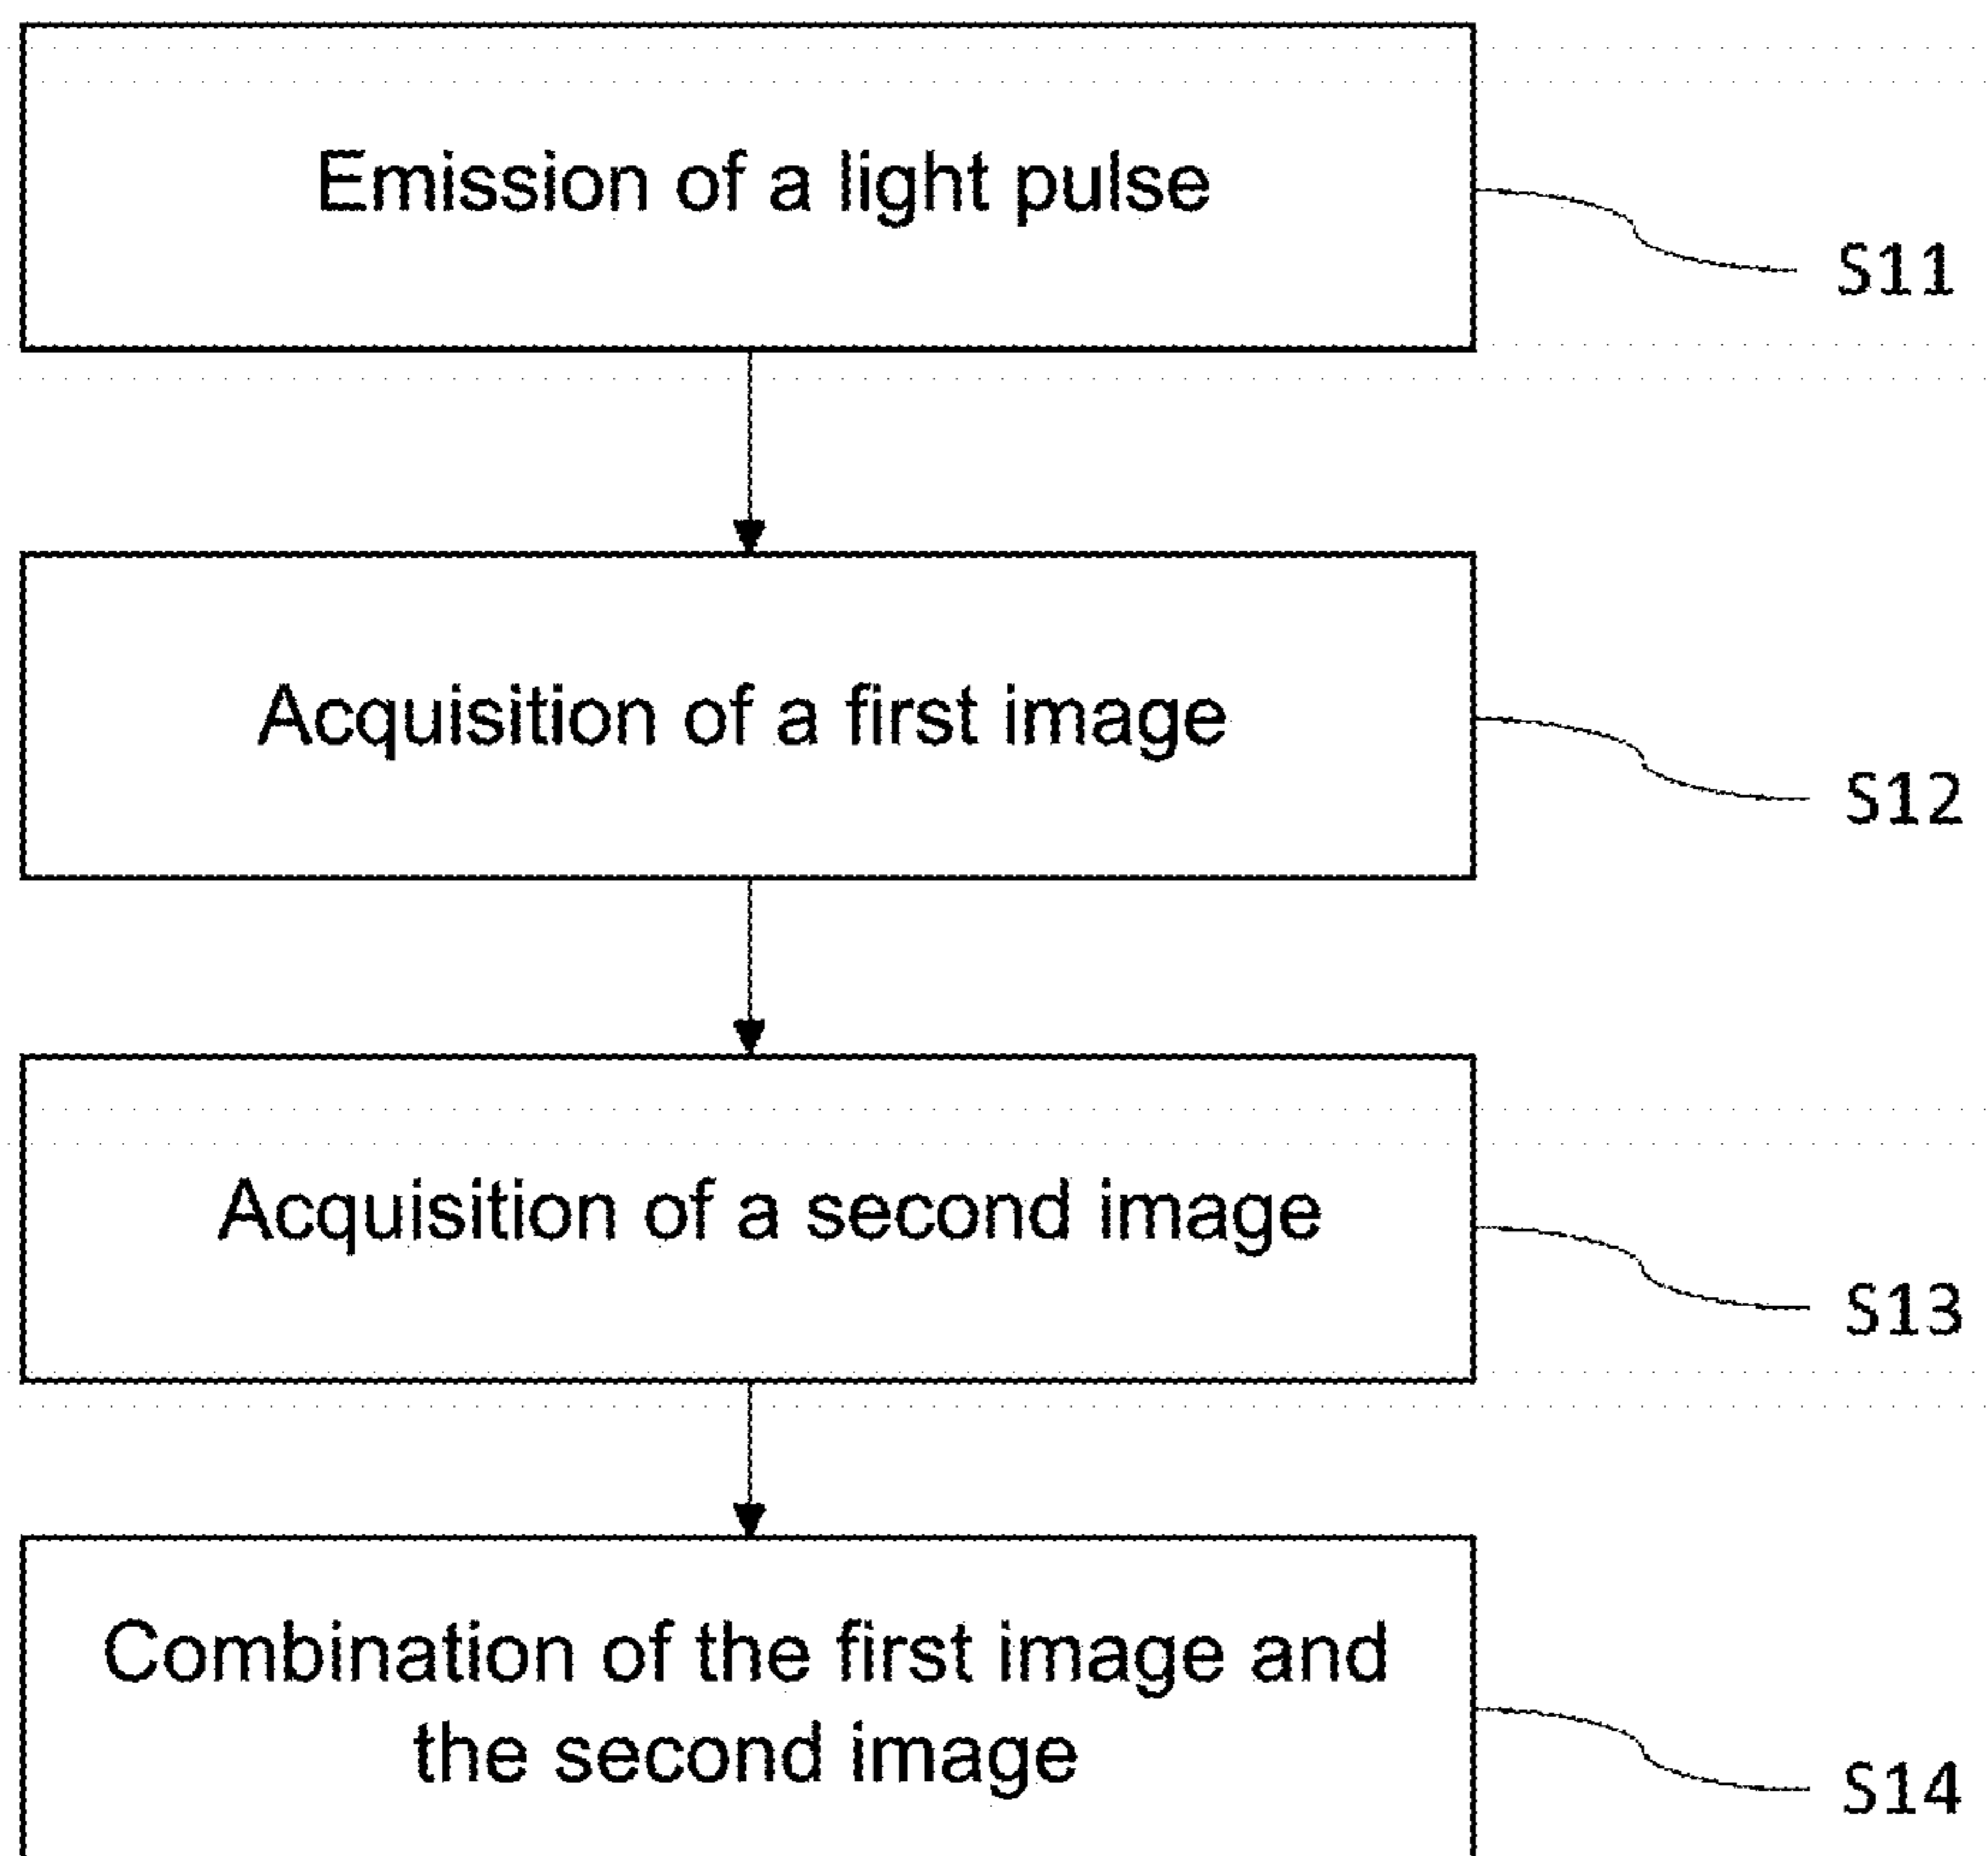 Emission of a light pulse
S11
Acquisition of a first image
S12
Acquisition of a second image
S13
Combination of the first image and
the second image
S14